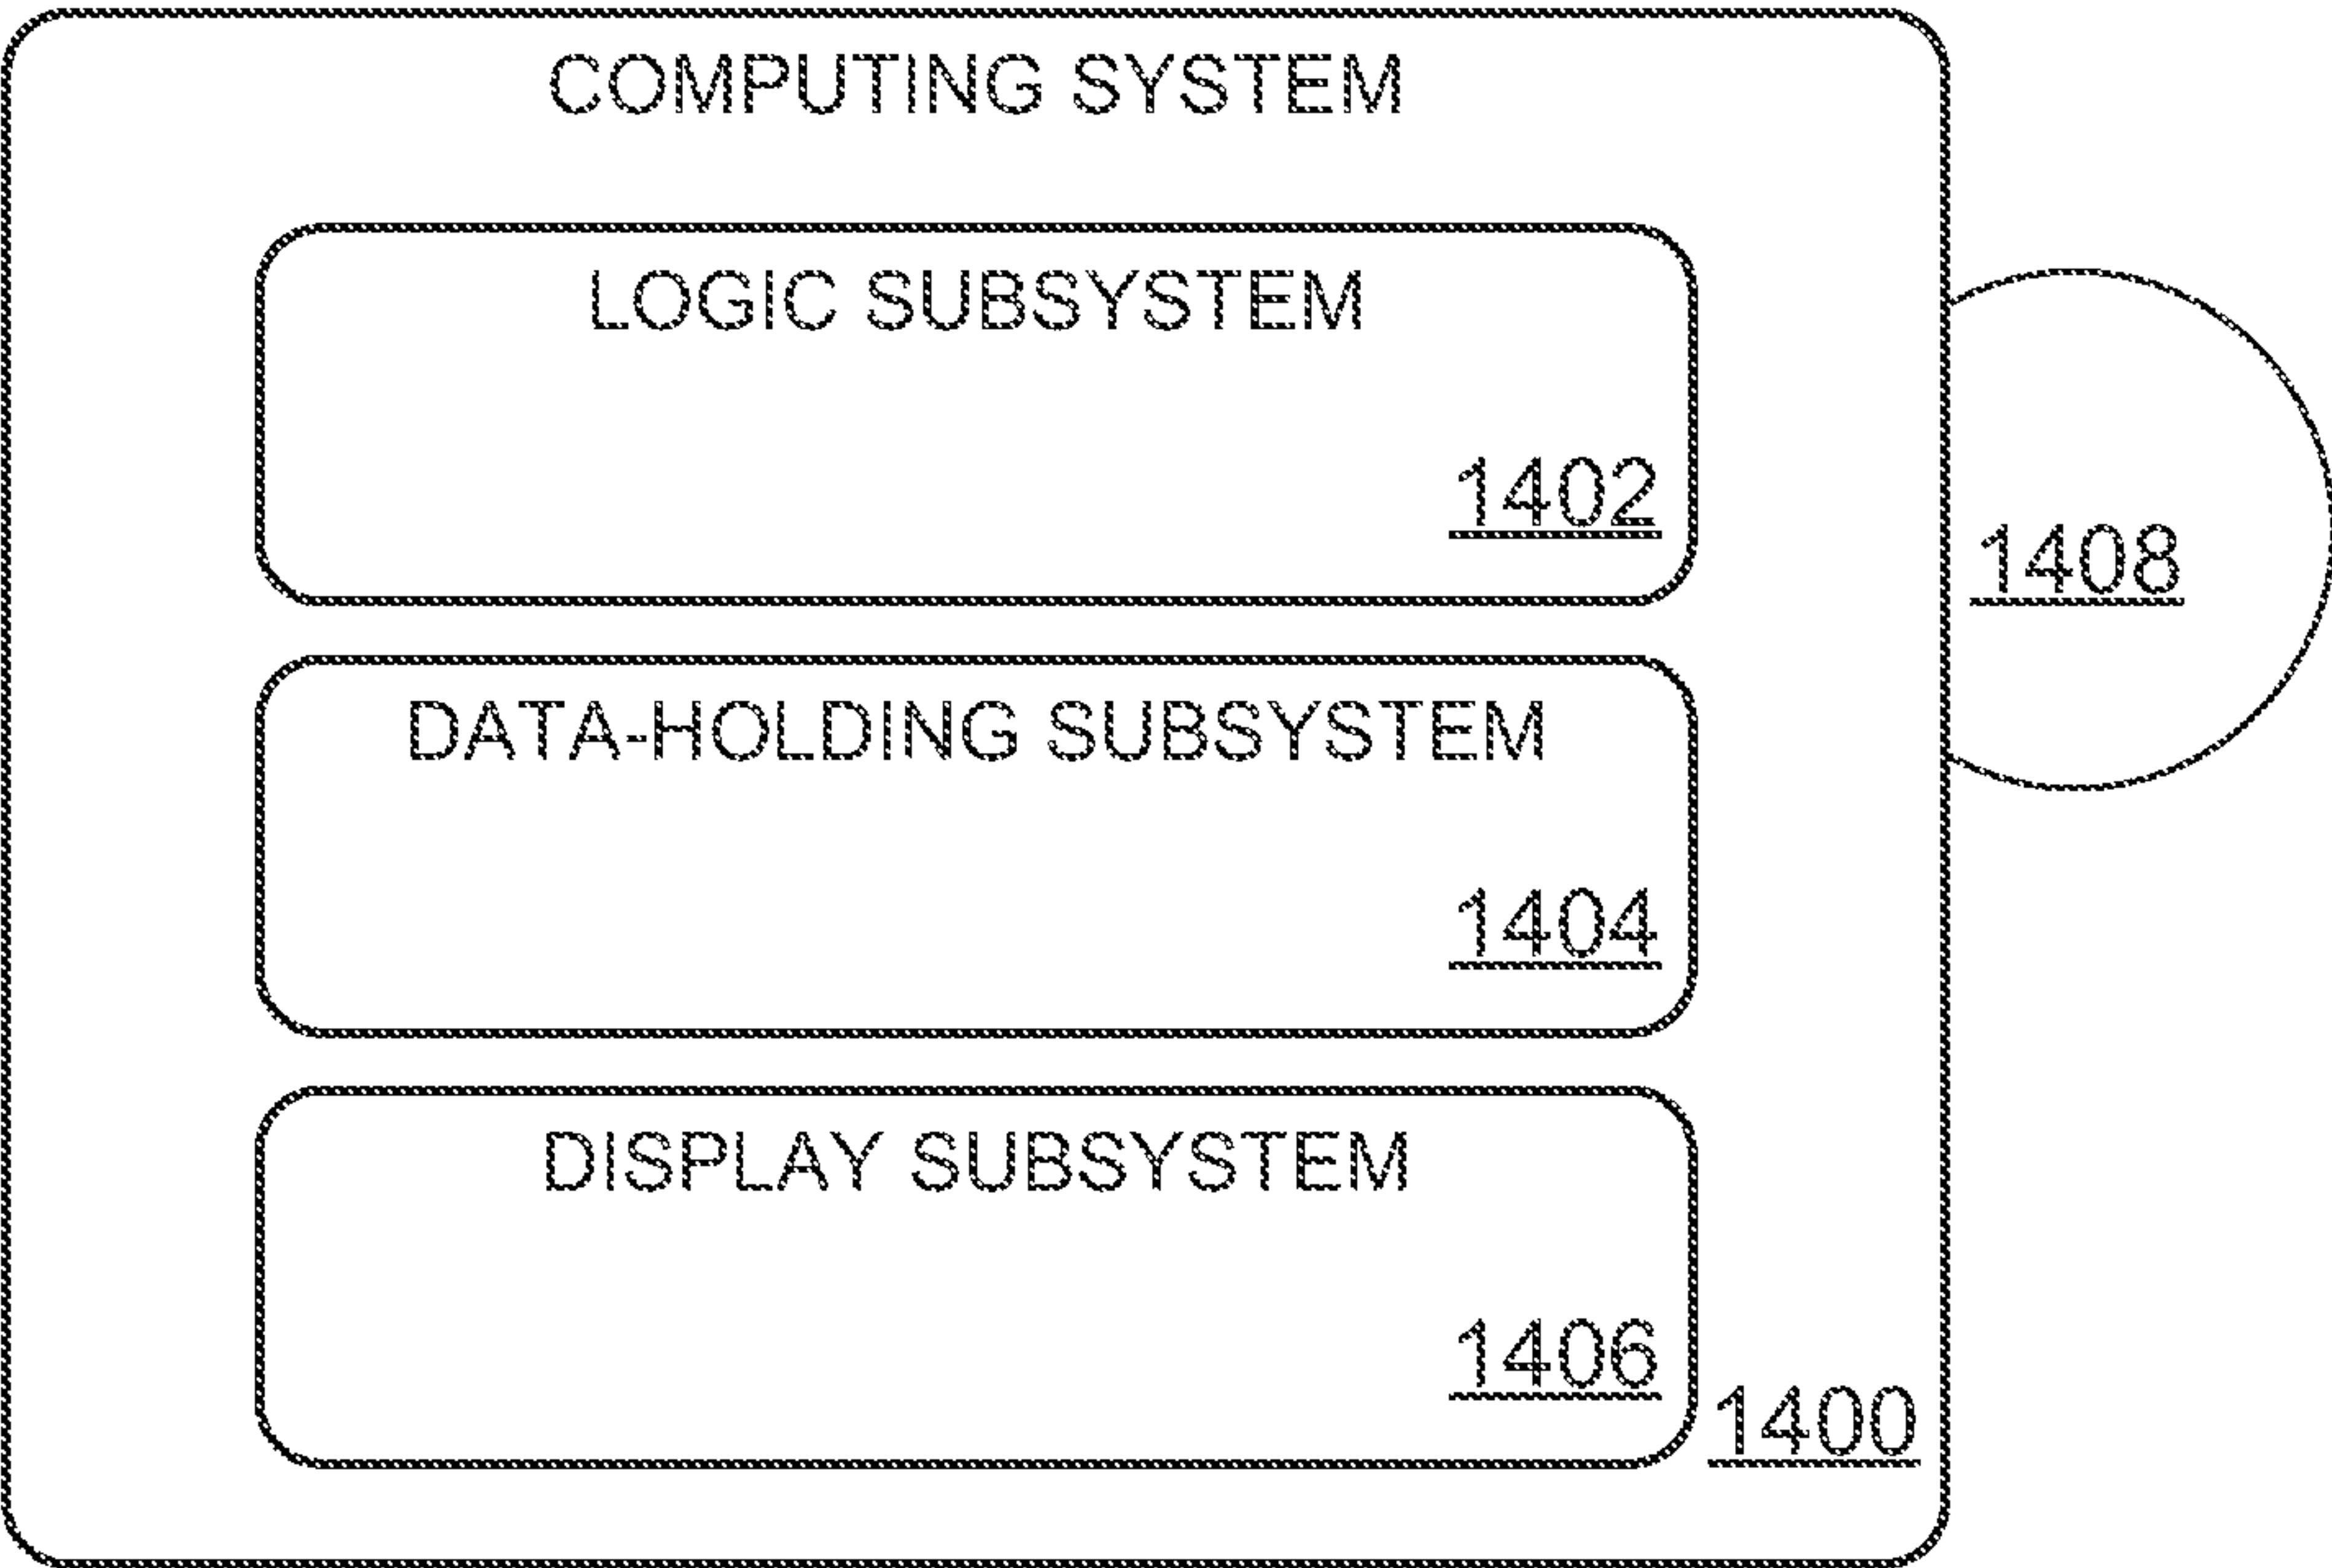 COMPUTING SYSTEM
LOGIC SUBSYSTEM
1402
1408
DATA-HOLDING SUBSYSTEM
1404
DISPLAY SUBSYSTEM
1406
1400